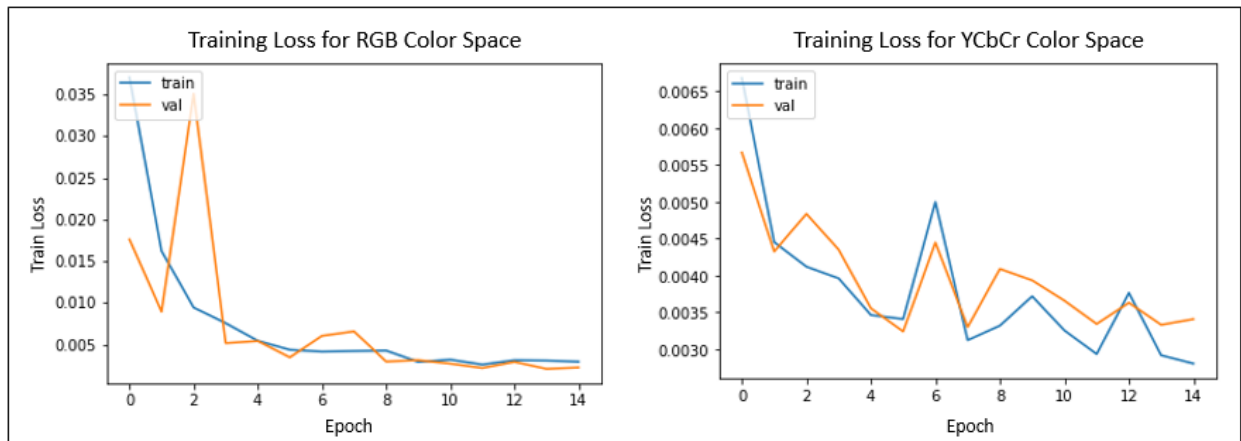 Training Loss for RGB Color Space
train
val
0.035
0.030
0.025
0.020
0.015
0.010
0.005
Train Loss
0 2 4 6 8 10 12 14
Epoch
Training Loss for YCbCr Color Space
train
val
0.0065
0.0060
0.0055
0.0050
0.0045
0.0040
0.0035
0.0030
Train Loss
0 2 4 6 8 10 12 14
Epoch